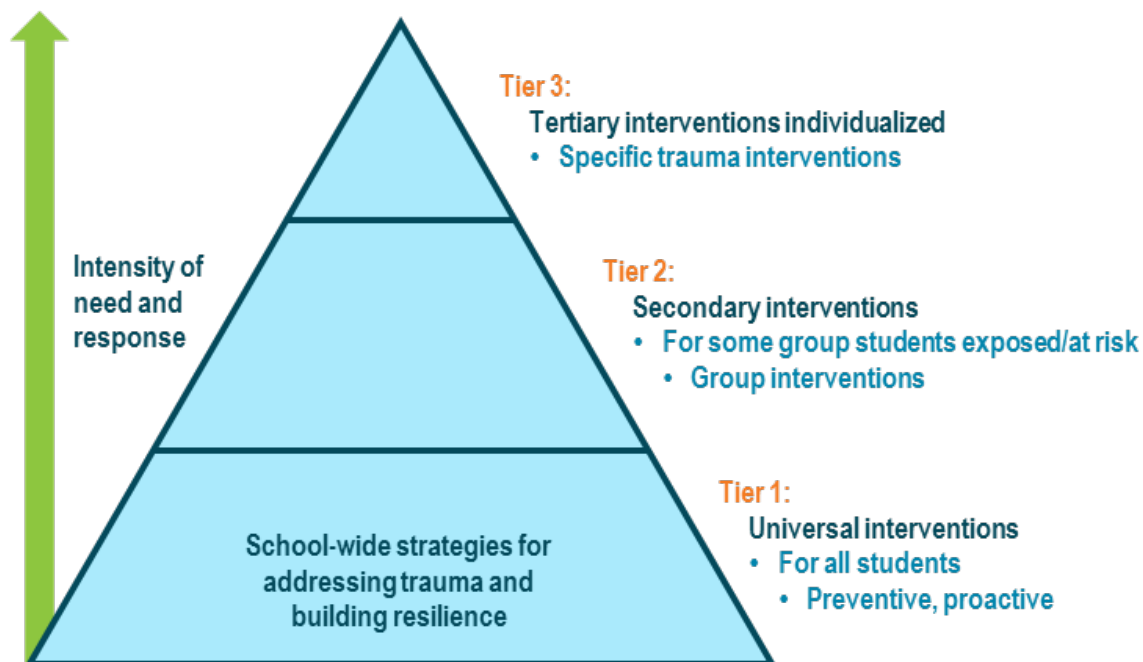 Tier 3:
Tertiary interventions individualized
• Specific trauma interventions
Intensity of
need and
response
Tier 2:
Secondary interventions
• For some group students exposed/at risk
• Group interventions
Tier 1:
Universal interventions
• For all students
• Preventive, proactive
School-wide strategies for
addressing trauma and
building resilience